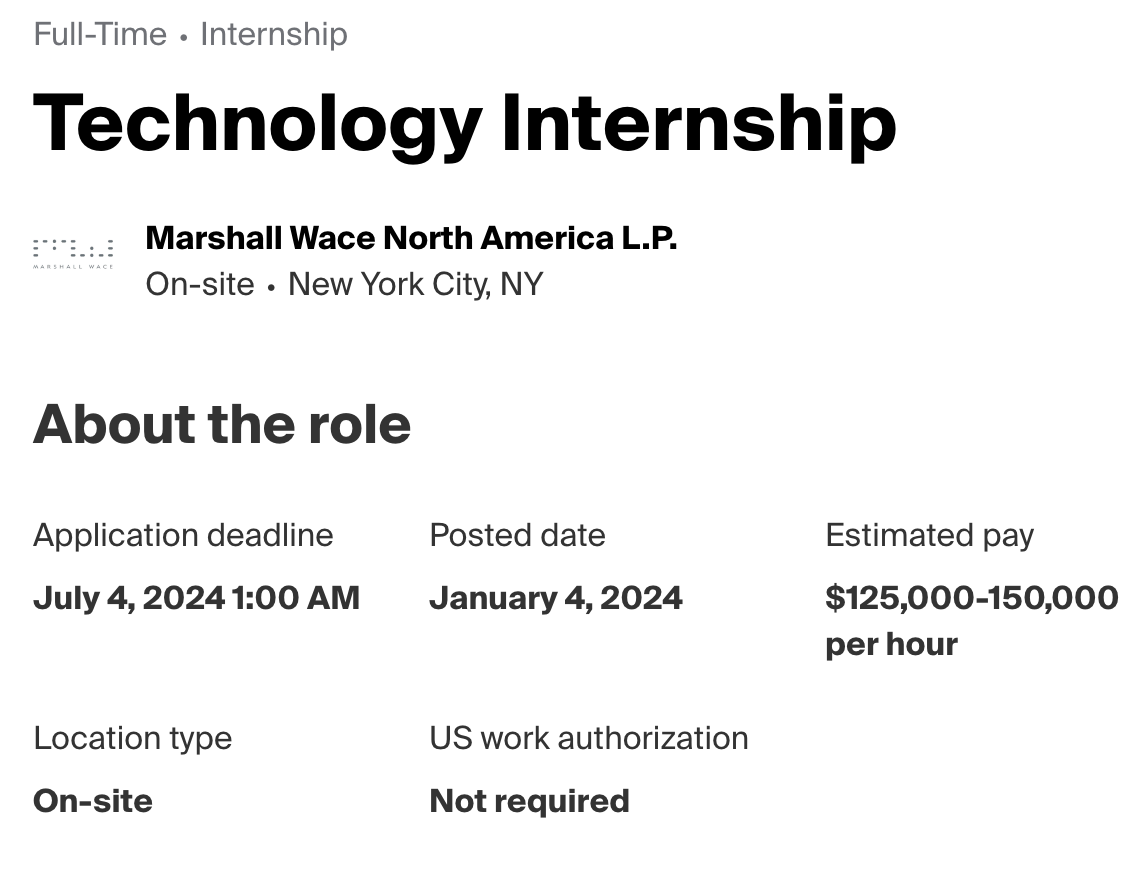 Full-Time • Internship
Technology Internship
MARSHALL WACE
Marshall Wace North America L.P.
On-site • New York City, NY
About the role
Application deadline
July 4, 2024 1:00 AM
Posted date
January 4, 2024
Estimated pay
$125,000-150,000
per hour
Location type
On-site
US work authorization
Not required